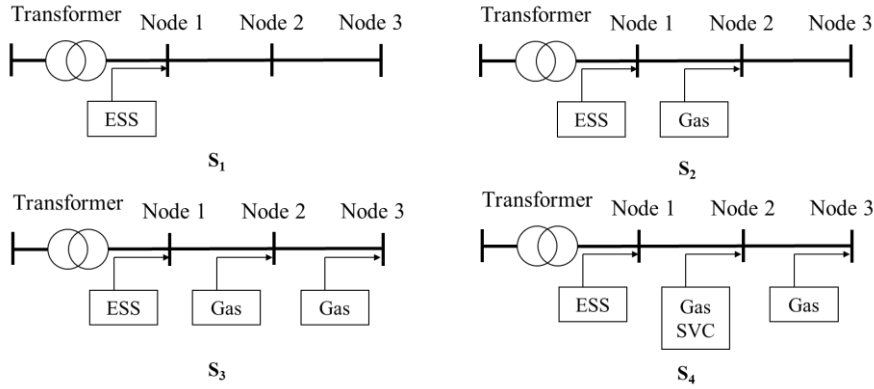 Transformer Node 1 Node 2 Node 3
ESS
S1
Transformer Node 1 Node 2 Node 3
ESS Gas
S2
Transformer Node 1 Node 2 Node 3
ESS Gas Gas
S3
Transformer Node 1 Node 2 Node 3
ESS Gas Gas
SVC
S4